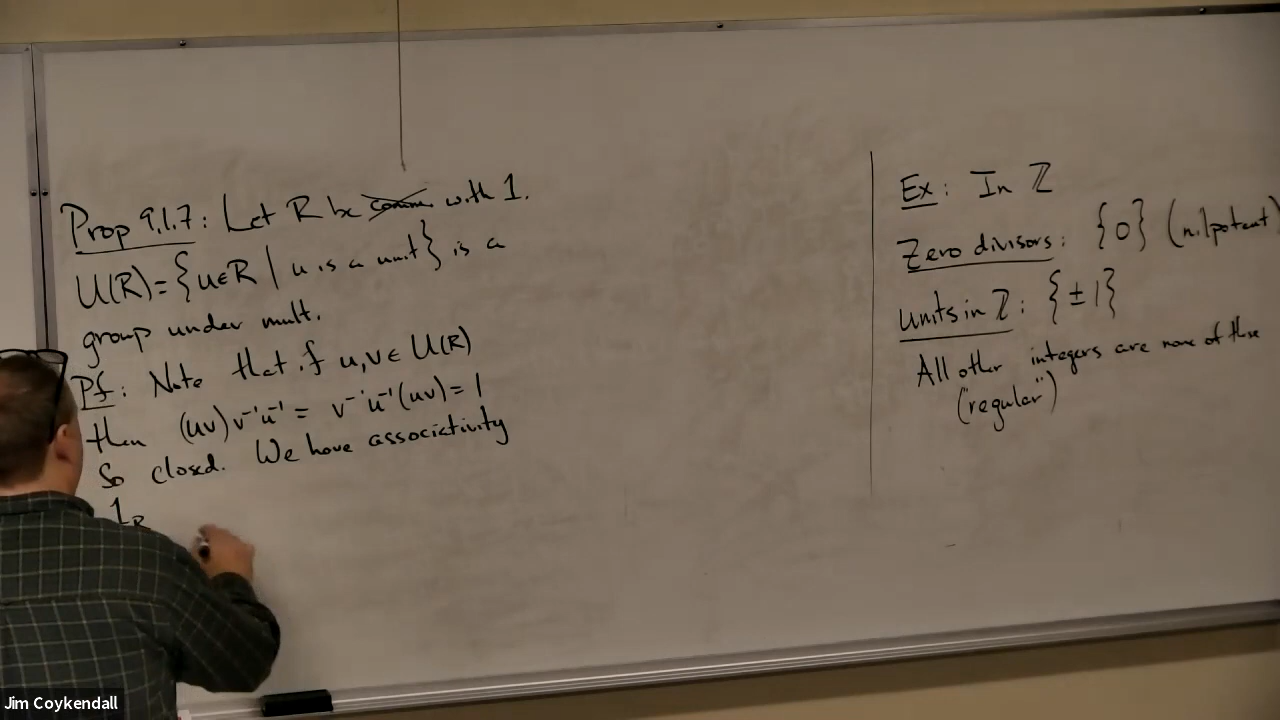 Prop 9.1.7: Let R be comm. with 1.
U(R)={u∈R | u is a unit} is a
group under mult.
Pf: Note that if u,v ∈ U(R)
then (uv)v⁻¹u⁻¹ = v⁻¹u⁻¹(uv) = 1
So closed. We have associctivity
1_R
Ex: In ℤ
Zero divisors: {0} (nilpotent)
Units in ℤ: {±1}
All other integers are none of these
("regular")
Jim Coykendall